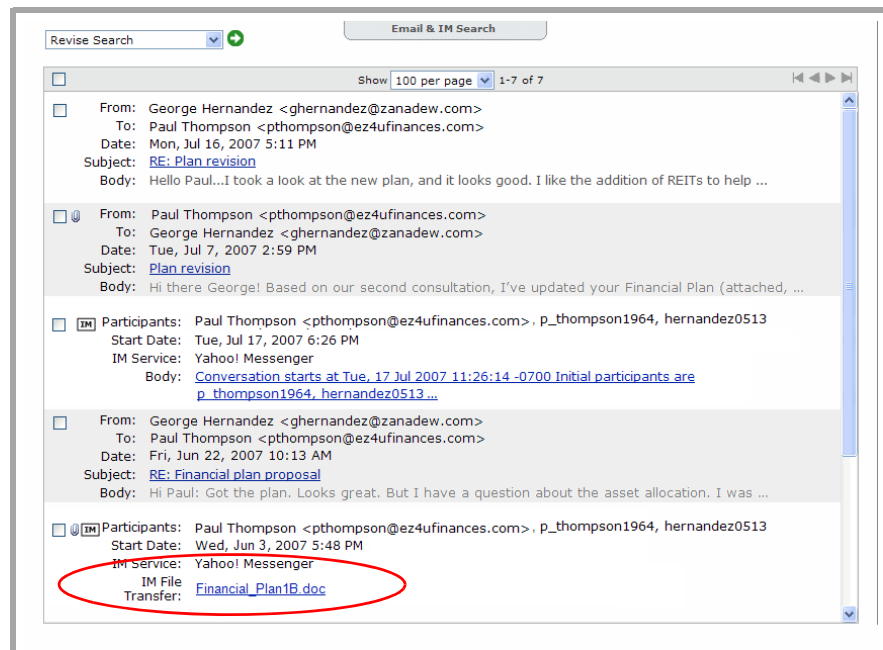 Email & IM Search
Revise Search
Show 100 per page 1-7 of 7
From: George Hernandez <ghernandez@zanadew.com>
To: Paul Thompson <pthompson@ez4ufinances.com>
Date: Mon, Jul 16, 2007 5:11 PM
Subject: RE: Plan revision
Body: Hello Paul...I took a look at the new plan, and it looks good. I like the addition of REITs to help ...
From: Paul Thompson <pthompson@ez4ufinances.com>
To: George Hernandez <ghernandez@zanadew.com>
Date: Tue, Jul 7, 2007 2:59 PM
Subject: Plan revision
Body: Hi there George! Based on our second consultation, I've updated your Financial Plan (attached, ...
IM Participants: Paul Thompson <pthompson@ez4ufinances.com>, p_thompson1964, hernandez0513
Start Date: Tue, Jul 17, 2007 6:26 PM
IM Service: Yahoo! Messenger
Body: Conversation starts at Tue, 17 Jul 2007 11:26:14 -0700 Initial participants are
p_thompson1964, hernandez0513 ...
From: George Hernandez <ghernandez@zanadew.com>
To: Paul Thompson <pthompson@ez4ufinances.com>
Date: Fri, Jun 22, 2007 10:13 AM
Subject: RE: Financial plan proposal
Body: Hi Paul: Got the plan. Looks great. But I have a question about the asset allocation. I was ...
IM Participants: Paul Thompson <pthompson@ez4ufinances.com>, p_thompson1964, hernandez0513
Start Date: Wed, Jun 3, 2007 5:48 PM
IM Service: Yahoo! Messenger
IM File
Transfer: Financial_Plan1B.doc